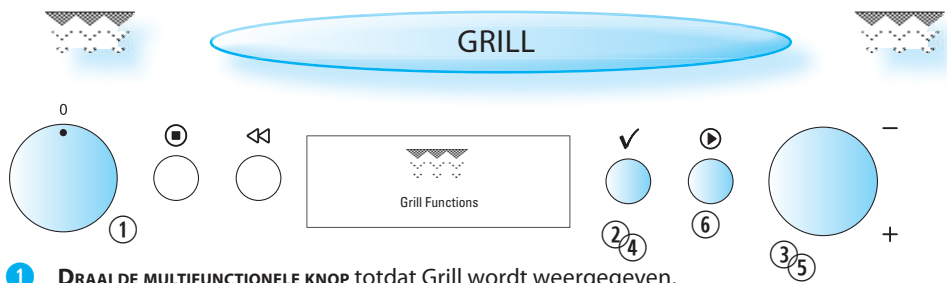 GRILL
0
Grill Functions
−
+
1
2 4
6
3 5
1 DRAAI DE MULTIFUNCTIONELE KNOP totdat Grill wordt weergegeven.